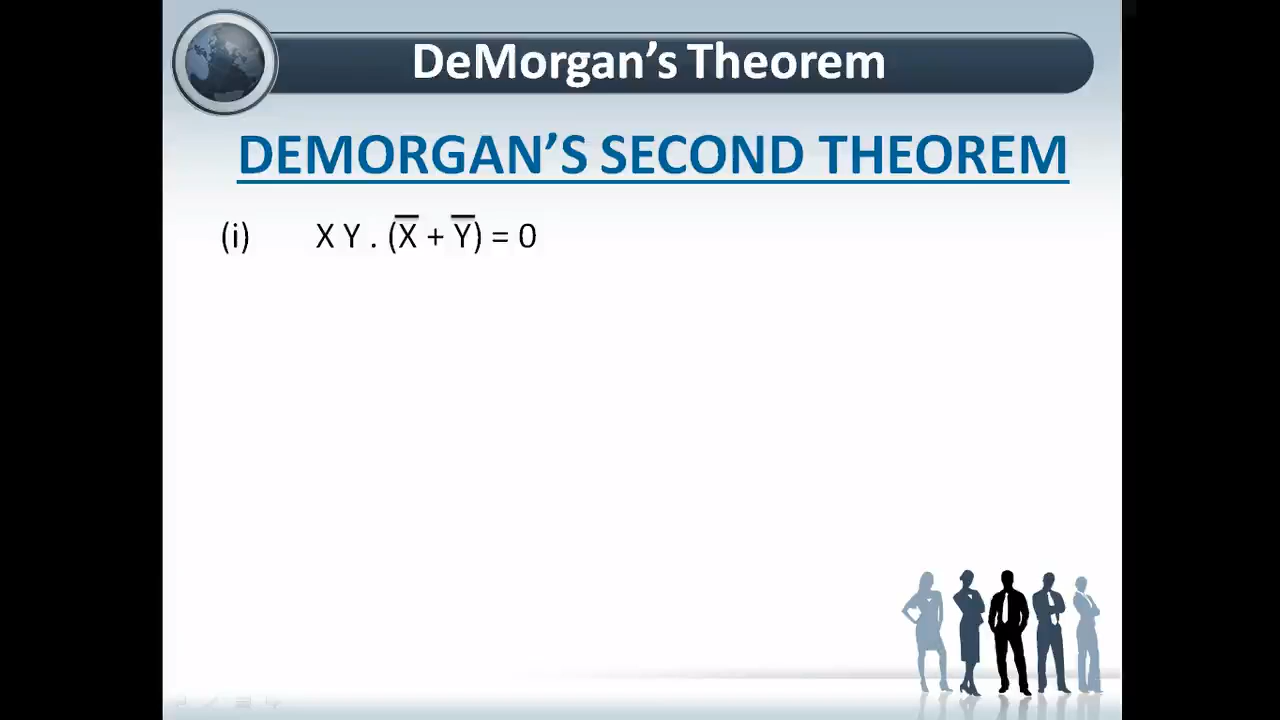 DeMorgan’s Theorem
DEMORGAN’S SECOND THEOREM
(i) X Y . (X̅ + Y̅) = 0